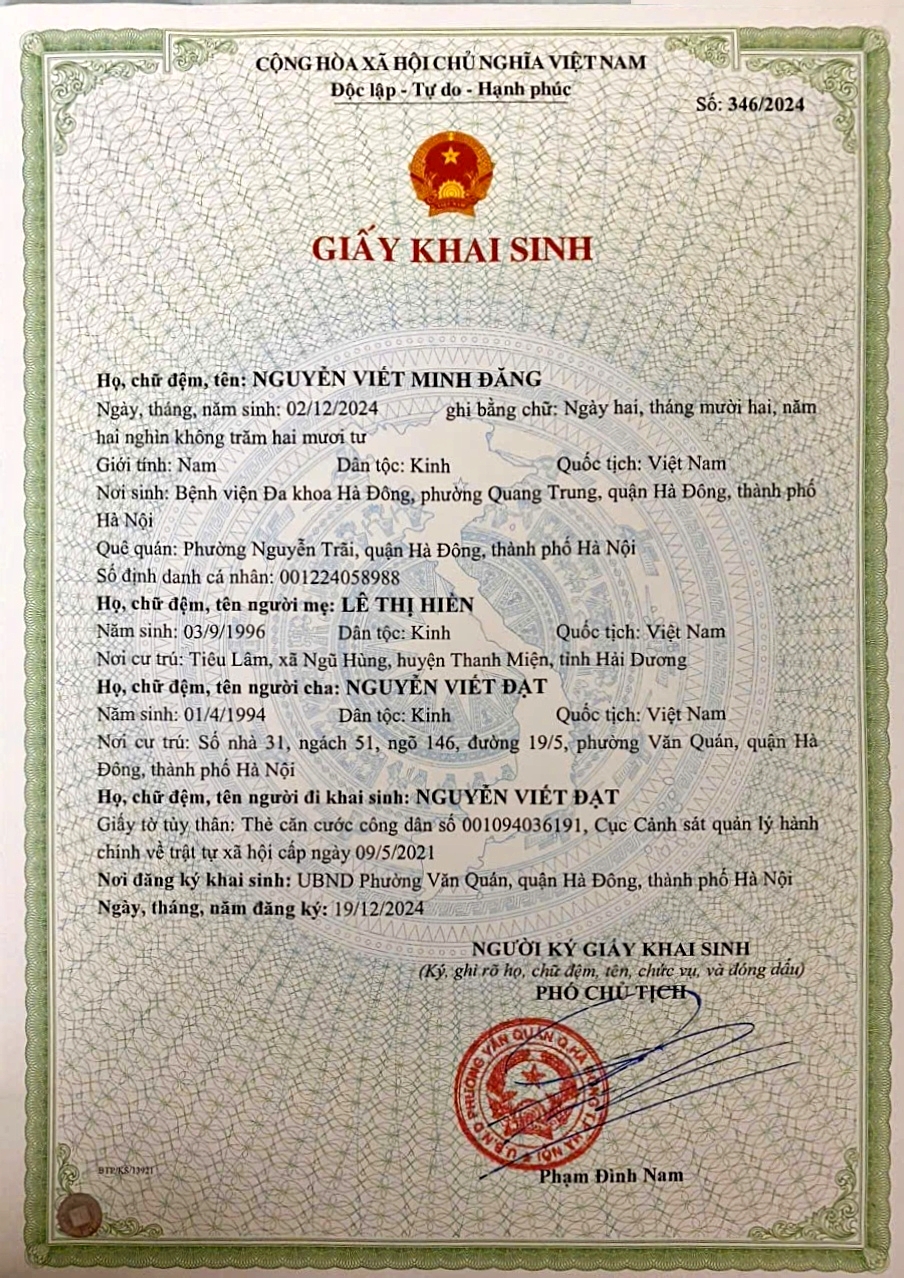 CỘNG HÒA XÃ HỘI CHỦ NGHĨA VIỆT NAM
Độc lập - Tự do - Hạnh phúc
Số: 346/2024
GIẤY KHAI SINH
Họ, chữ đệm, tên: NGUYỄN VIẾT MINH ĐĂNG
Ngày, tháng, năm sinh: 02/12/2024 ghi bằng chữ: Ngày hai, tháng mười hai, năm
hai nghìn không trăm hai mươi tư
Giới tính: Nam Dân tộc: Kinh Quốc tịch: Việt Nam
Nơi sinh: Bệnh viện Đa khoa Hà Đông, phường Quang Trung, quận Hà Đông, thành phố
Hà Nội
Quê quán: Phường Nguyễn Trãi, quận Hà Đông, thành phố Hà Nội
Số định danh cá nhân: 001224058988
Họ, chữ đệm, tên người mẹ: LÊ THỊ HIỀN
Năm sinh: 03/9/1996 Dân tộc: Kinh Quốc tịch: Việt Nam
Nơi cư trú: Tiêu Lâm, xã Ngũ Hùng, huyện Thanh Miện, tỉnh Hải Dương
Họ, chữ đệm, tên người cha: NGUYỄN VIẾT ĐẠT
Năm sinh: 01/4/1994 Dân tộc: Kinh Quốc tịch: Việt Nam
Nơi cư trú: Số nhà 31, ngách 51, ngõ 146, đường 19/5, phường Văn Quán, quận Hà
Đông, thành phố Hà Nội
Họ, chữ đệm, tên người đi khai sinh: NGUYỄN VIẾT ĐẠT
Giấy tờ tùy thân: Thẻ căn cước công dân số 001094036191, Cục Cảnh sát quản lý hành
chính về trật tự xã hội cấp ngày 09/5/2021
Nơi đăng ký khai sinh: UBND Phường Văn Quán, quận Hà Đông, thành phố Hà Nội
Ngày, tháng, năm đăng ký: 19/12/2024
NGƯỜI KÝ GIẤY KHAI SINH
(Ký, ghi rõ họ, chữ đệm, tên, chức vụ, và đóng dấu)
PHÓ CHỦ TỊCH
U.B.N.D PHƯỜNG VĂN QUÁN Q.HÀ ĐÔNG T.P HÀ NỘI
Phạm Đình Nam